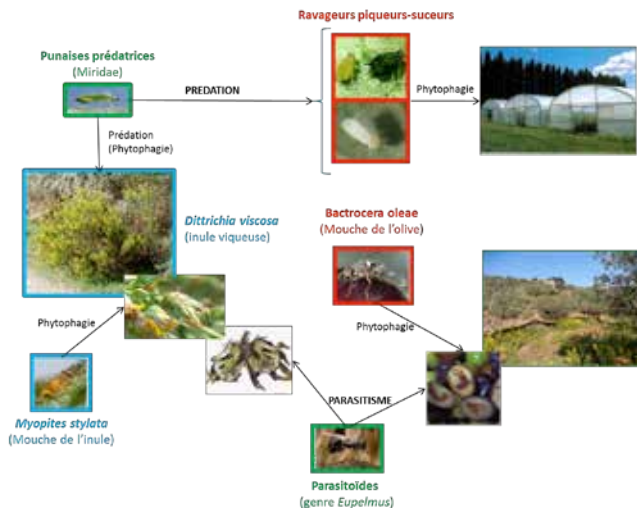 Ravageurs piqueurs-suceurs
Punaises prédatrices
(Miridae)
PREDATION
Phytophagie
Prédation
(Phytophagie)
Dittrichia viscosa
(inule viqueuse)
Bactrocera oleae
(Mouche de l'olive)
Phytophagie
Phytophagie
PARASITISME
Myopites stylata
(Mouche de l'inule)
Parasitoïdes
(genre Eupelmus)